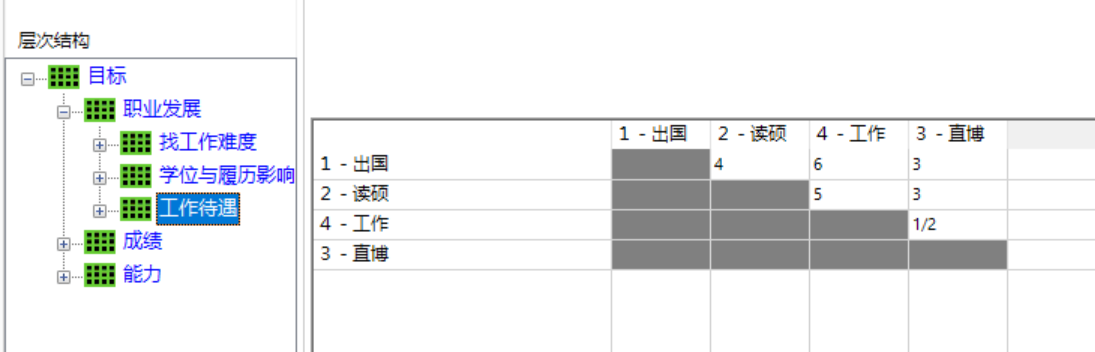 层次结构
目标
职业发展
找工作难度
学位与履历影响
工作待遇
成绩
能力
1 - 出国 2 - 读硕 4 - 工作 3 - 直博
1 - 出国 4 6 3
2 - 读硕 5 3
4 - 工作 1/2
3 - 直博